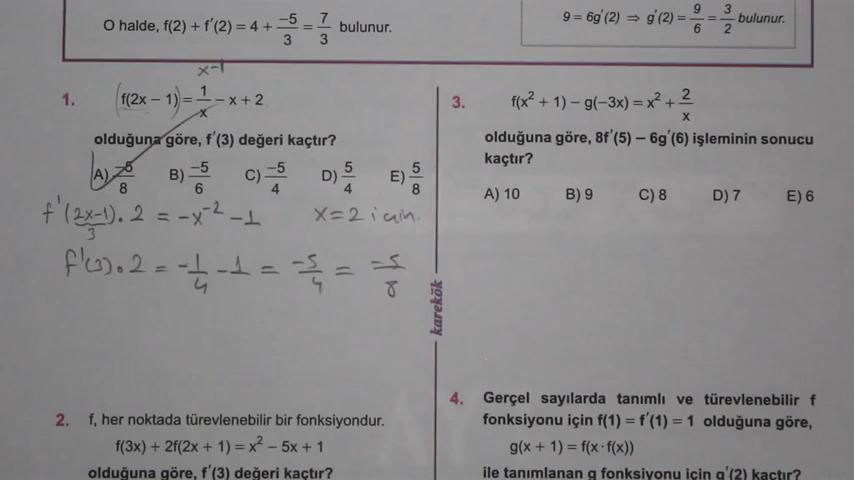 O halde, f(2) + f'(2) = 4 + -5/3 = 7/3 bulunur.
9 = 6g'(2) ⇒ g'(2) = 9/6 = 3/2 bulunur.
x-1
1. f(2x – 1) = 1/x – x + 2
olduğuna göre, f'(3) değeri kaçtır?
A) -5/8 B) -5/6 C) -5/4 D) 5/4 E) 5/8
f'(2x-1).2 = -x⁻² -1 x=2 için.
3
f'(3).2 = -1/4 -1 = -5/4 = -5/8
2. f, her noktada türevlenebilir bir fonksiyondur.
f(3x) + 2f(2x + 1) = x² – 5x + 1
olduğuna göre, f'(3) değeri kaçtır?
karekök
3. f(x² + 1) – g(–3x) = x² + 2/x
olduğuna göre, 8f'(5) – 6g'(6) işleminin sonucu
kaçtır?
A) 10 B) 9 C) 8 D) 7 E) 6
4. Gerçel sayılarda tanımlı ve türevlenebilir f
fonksiyonu için f(1) = f'(1) = 1 olduğuna göre,
g(x + 1) = f(x·f(x))
ile tanımlanan g fonksiyonu için g'(2) kaçtır?